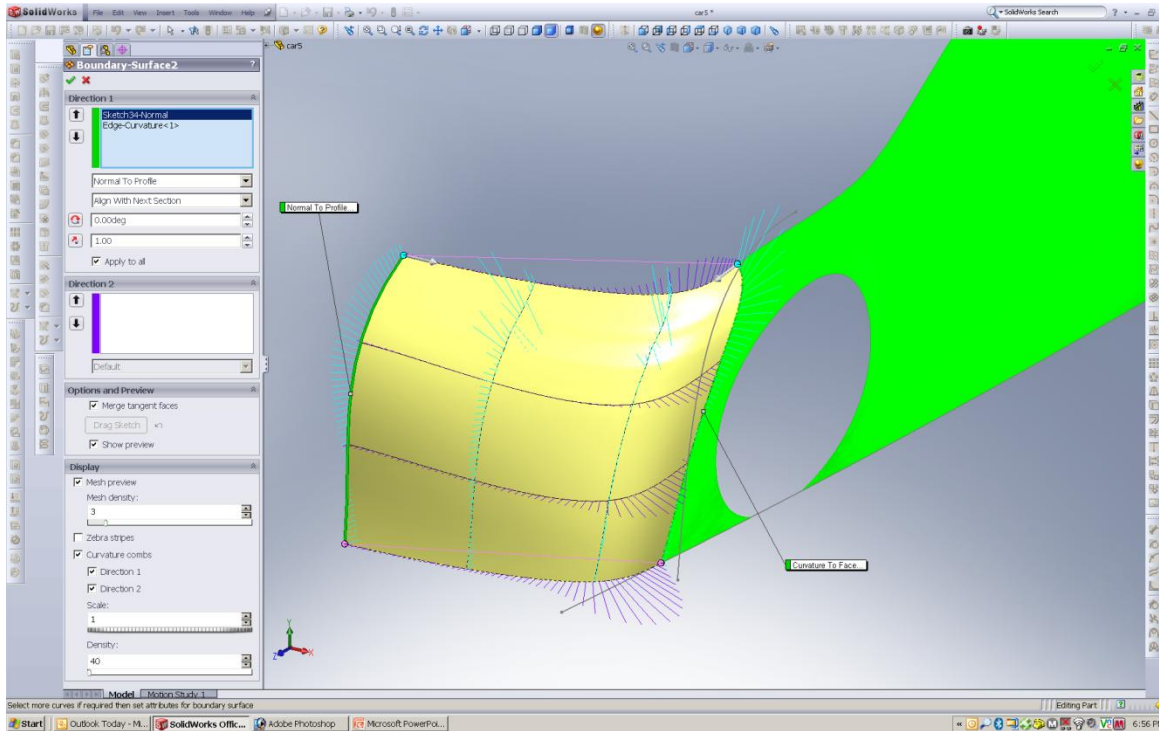 SolidWorks File Edit View Insert Tools Window Help car5 * SolidWorks Search
car5
Boundary-Surface2 ?
Direction 1
Sketch34-Normal
Edge-Curvature<1>
Normal To Profile
Align With Next Section
0.00deg
1.00
Apply to all
Direction 2
Default
Options and Preview
Merge tangent faces
Drag Sketch
Show preview
Display
Mesh preview
Mesh density:
3
Zebra stripes
Curvature combs
Direction 1
Direction 2
Scale:
1
Density:
40
Normal To Profile...
Curvature To Face...
Y
Z X
Model Motion Study 1
Select more curves if required then set attributes for boundary surface Editing Part
Start Outlook Today - Mi... SolidWorks Offic... Adobe Photoshop Microsoft PowerPoi... 6:56 PM